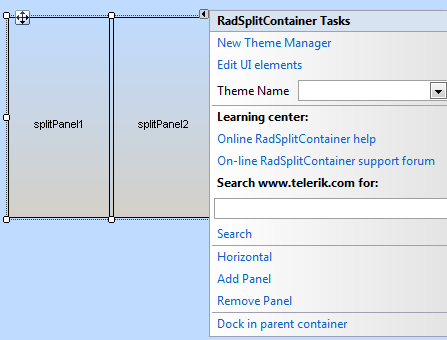 splitPanel1
splitPanel2
RadSplitContainer Tasks
New Theme Manager
Edit UI elements
Theme Name
Learning center:
Online RadSplitContainer help
On-line RadSplitContainer support forum
Search www.telerik.com for:
Search
Horizontal
Add Panel
Remove Panel
Dock in parent container